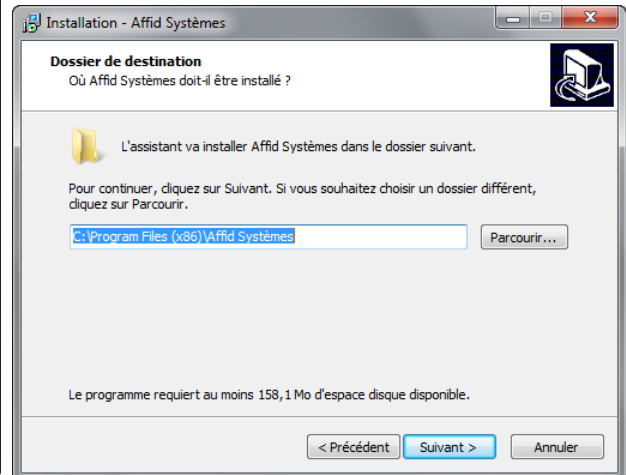 Installation - Affid Systèmes
Dossier de destination
Où Affid Systèmes doit-il être installé ?
L'assistant va installer Affid Systèmes dans le dossier suivant.
Pour continuer, cliquez sur Suivant. Si vous souhaitez choisir un dossier différent,
cliquez sur Parcourir.
C:\Program Files (x86)\Affid Systèmes
Parcourir...
Le programme requiert au moins 158,1 Mo d'espace disque disponible.
< Précédent
Suivant >
Annuler